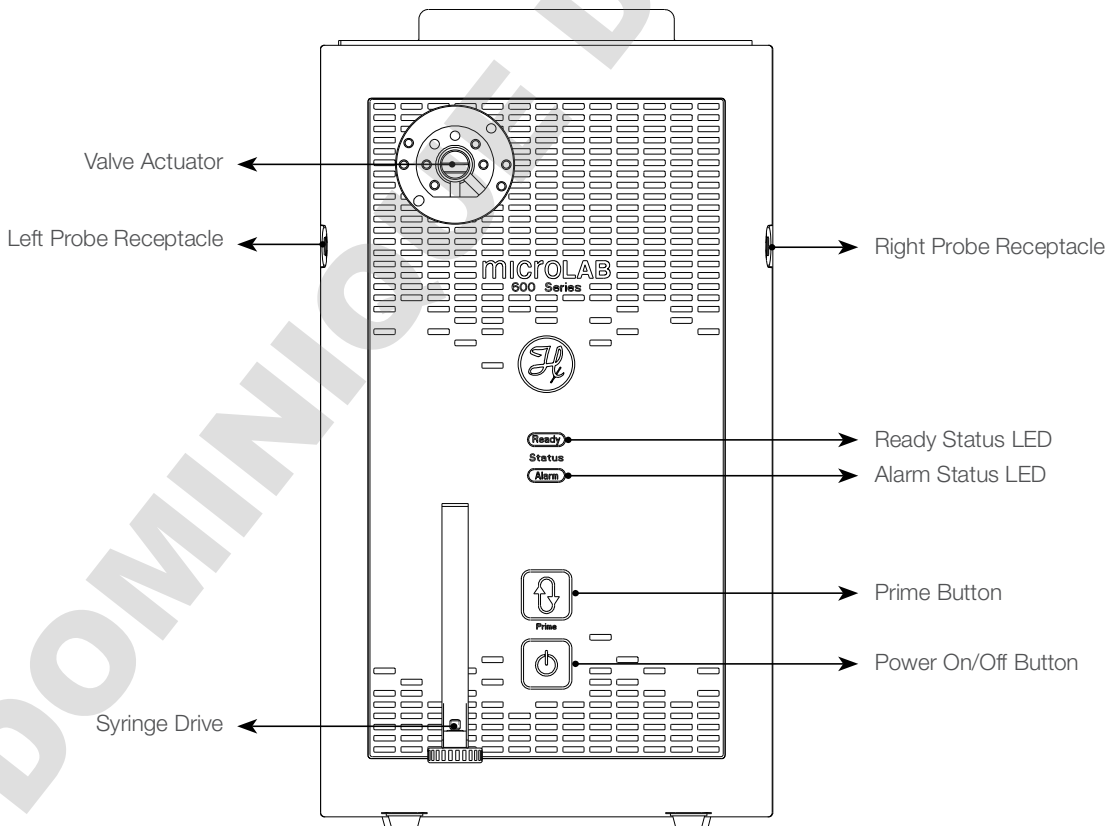 Valve Actuator
Left Probe Receptacle
Right Probe Receptacle
microLAB
600 Series
Ready
Ready Status LED
Status
Alarm
Alarm Status LED
Prime Button
Prime
Power On/Off Button
Syringe Drive
DOMINIQUE D